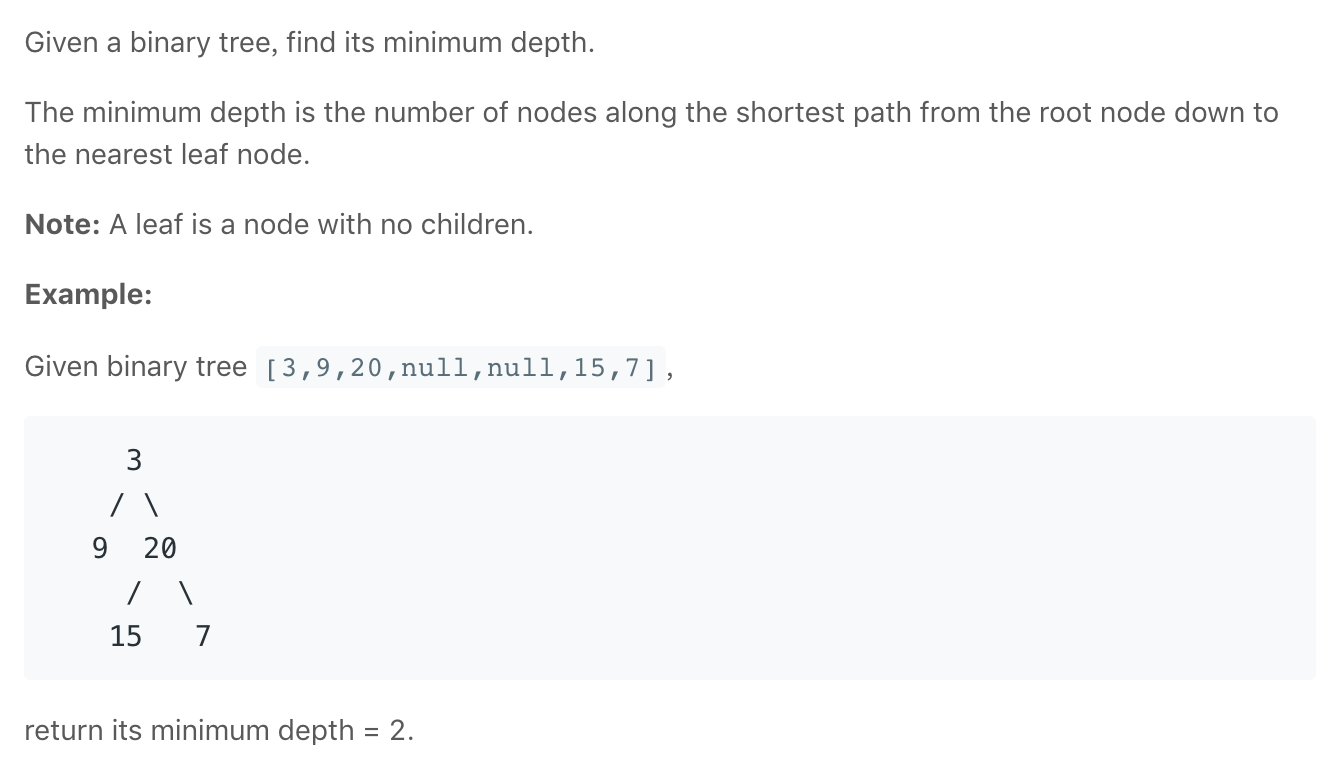 Given a binary tree, find its minimum depth.
The minimum depth is the number of nodes along the shortest path from the root node down to
the nearest leaf node.
Note: A leaf is a node with no children.
Example:
Given binary tree [3,9,20,null,null,15,7],
3
/ \
9 20
/ \
15 7
return its minimum depth = 2.